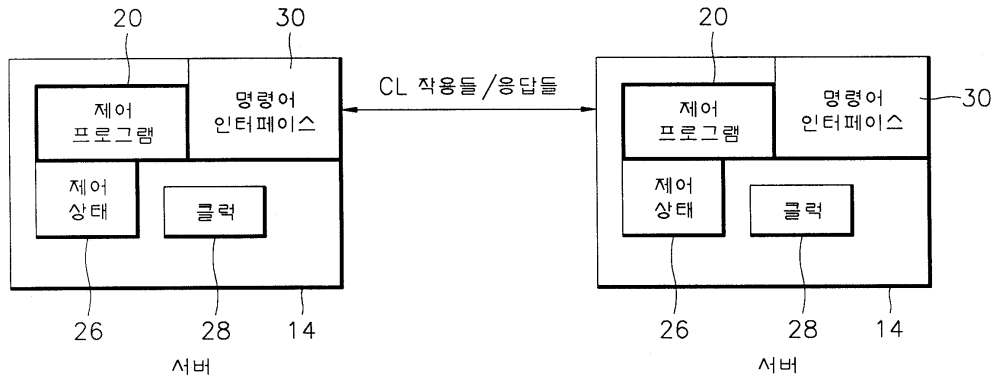 20
30
제어
프로그램
명령어
인터페이스
제어
상태
클럭
26
28
14
서버
CL 작용들/응답들
20
30
제어
프로그램
명령어
인터페이스
제어
상태
클럭
26
28
14
서버